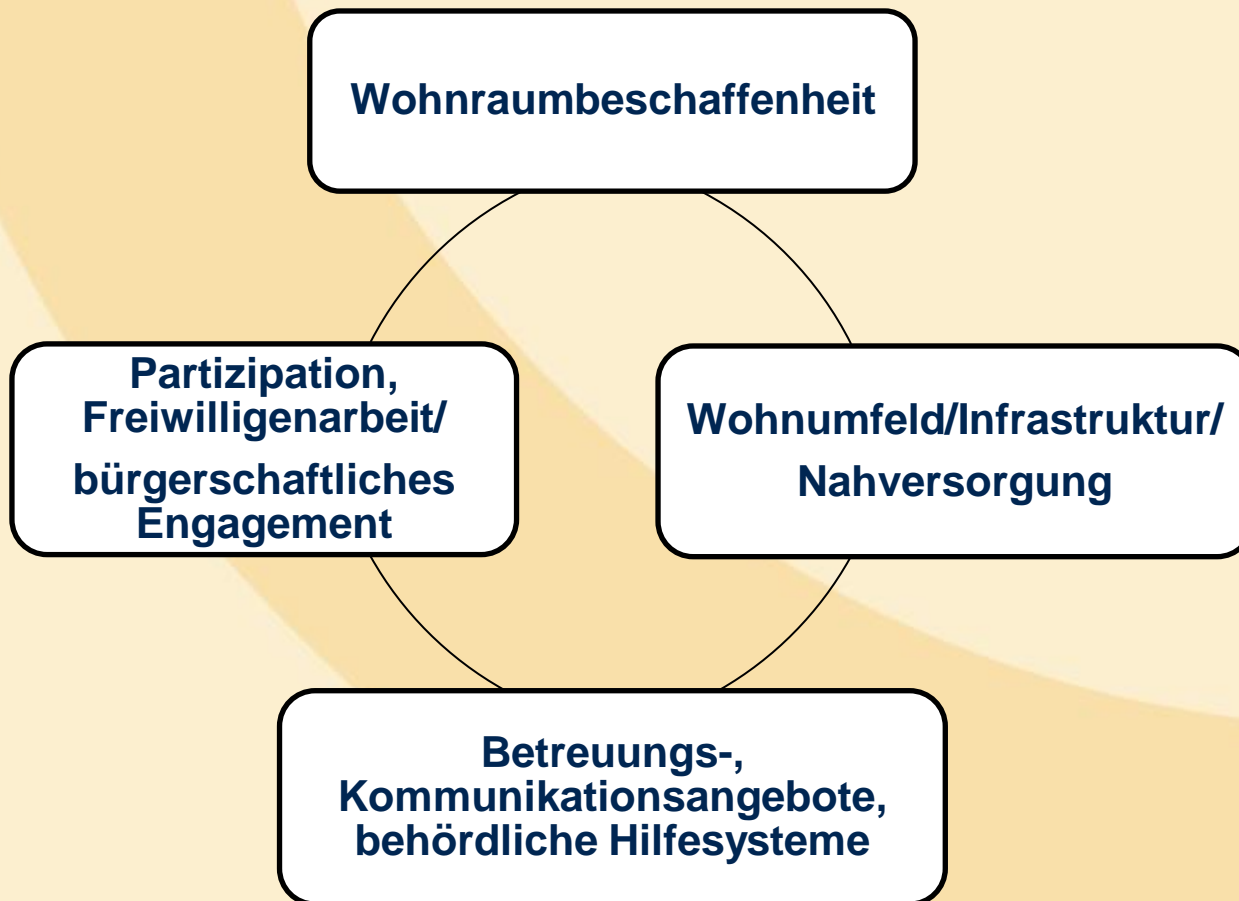 Wohnraumbeschaffenheit
Partizipation,
Freiwilligenarbeit/
bürgerschaftliches
Engagement
Wohnumfeld/Infrastruktur/
Nahversorgung
Betreuungs-,
Kommunikationsangebote,
behördliche Hilfesysteme